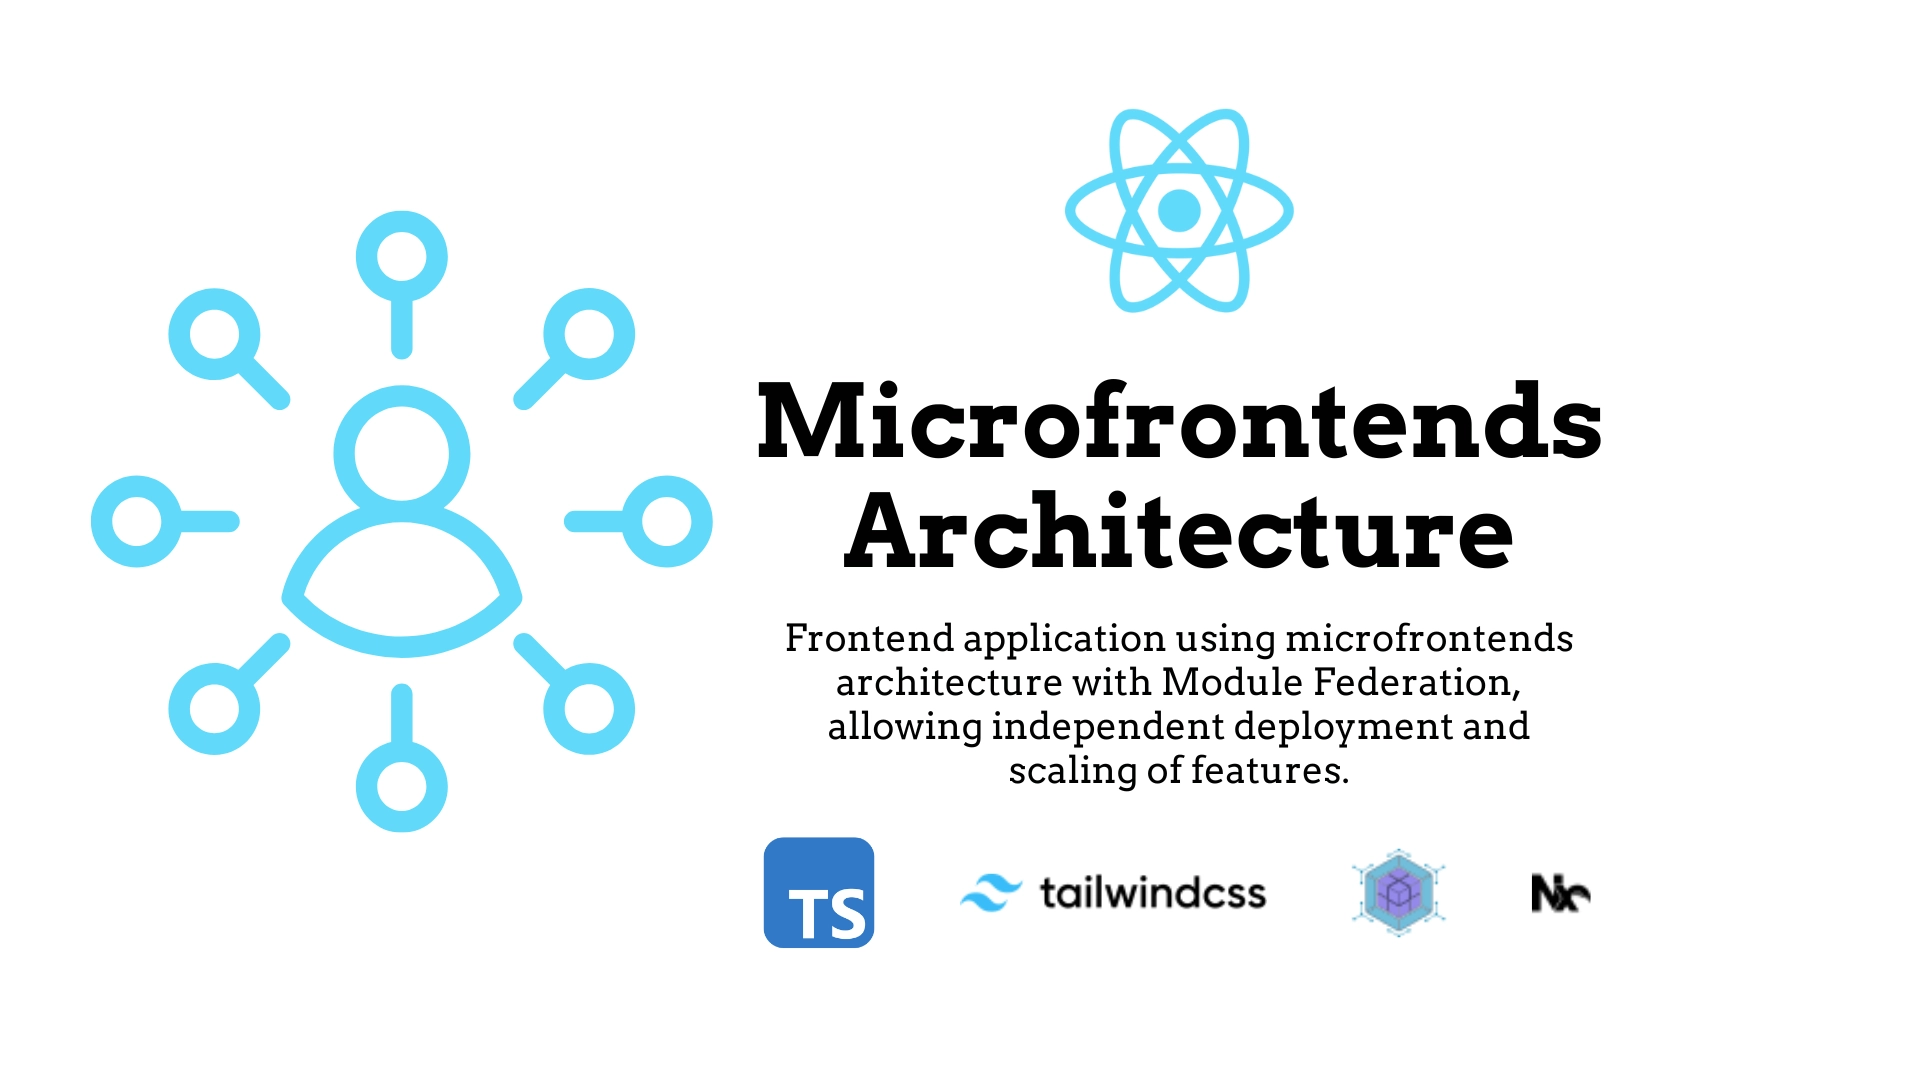 Microfrontends
Architecture
Frontend application using microfrontends
architecture with Module Federation,
allowing independent deployment and
scaling of features.
TS
tailwindcss
Nx